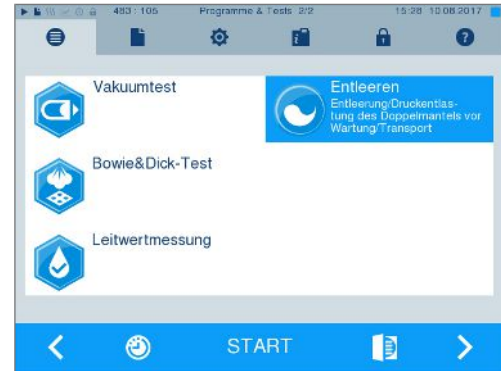 483 : 105 Programme & Tests 2/2 15:28 10.08.2017
Vakuumtest
Entleeren
Entleerung/Druckentlas-
tung des Doppelmantels vor
Wartung/Transport
Bowie&Dick-Test
Leitwertmessung
START